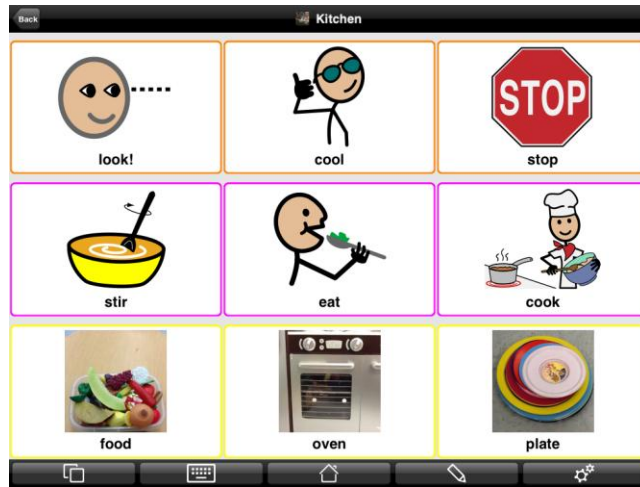 Back
Kitchen
look!
cool
STOP
stop
stir
eat
cook
food
oven
plate